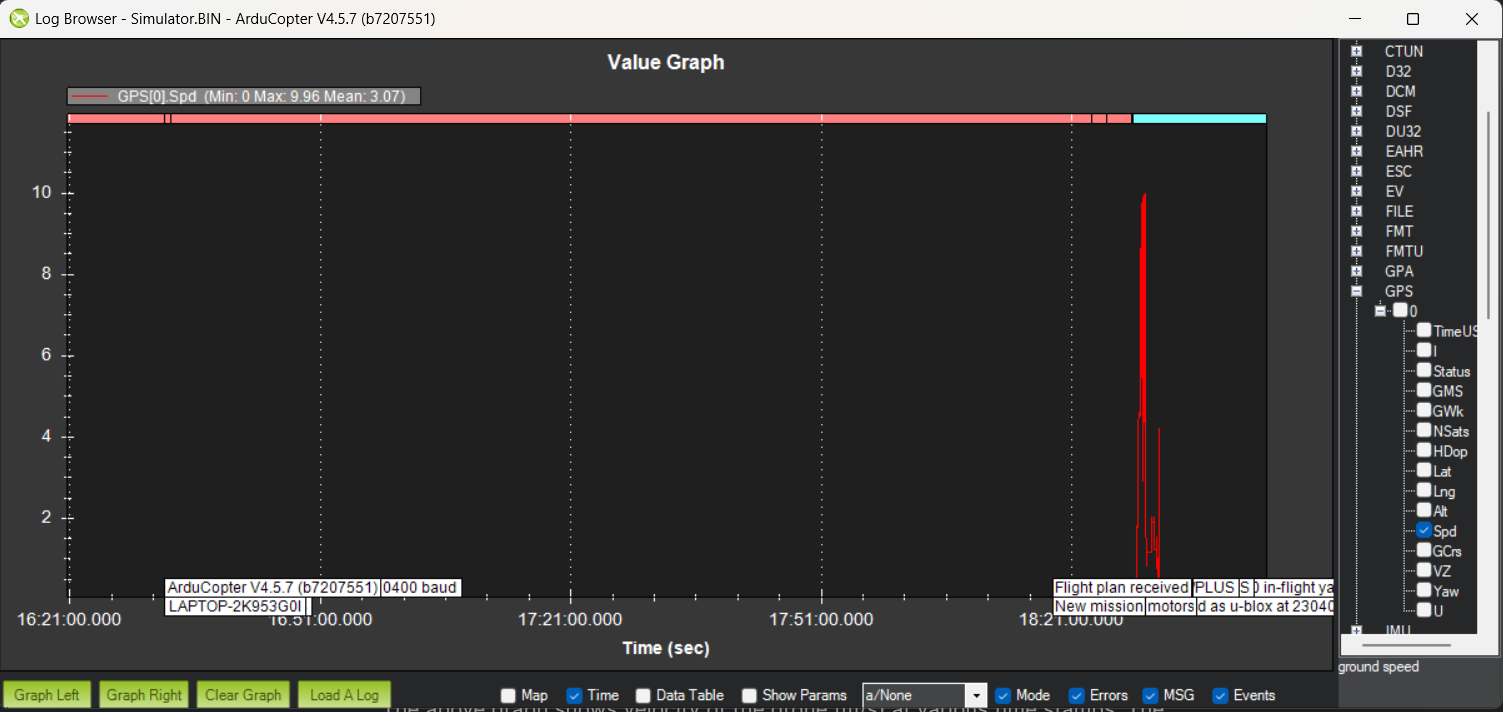 Log Browser - Simulator.BIN - ArduCopter V4.5.7 (b7207551)
Value Graph
GPS[0].Spd (Min: 0 Max: 9.96 Mean: 3.07)
10
8
6
4
2
ArduCopter V4.5.7 (b7207551) 0400 baud
LAPTOP-2K953G0I
Flight plan received PLUS S in-flight ya
New mission motors d as u-blox at 23040
16:21:00.000 16:51:00.000 17:21:00.000 17:51:00.000 18:21:00.000
Time (sec)
CTUN
D32
DCM
DSF
DU32
EAHR
ESC
EV
FILE
FMT
FMTU
GPA
GPS
0
TimeUS
I
Status
GMS
GWk
NSats
HDop
Lat
Lng
Alt
Spd
GCrs
VZ
Yaw
U
IMU
ground speed
Graph Left Graph Right Clear Graph Load A Log Map Time Data Table Show Params a/None Mode Errors MSG Events